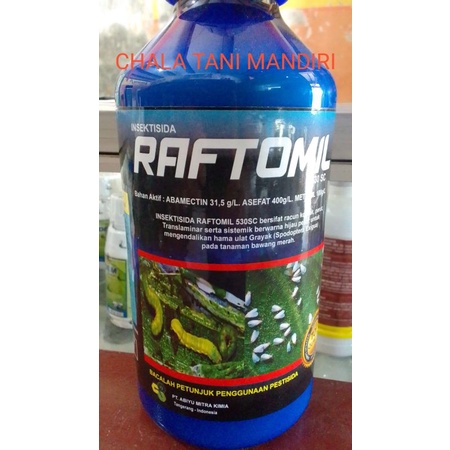 CHALA TANI MANDIRI
INSEKTISIDA
RAFTOMIL
SC
Bahan Aktif : ABAMECTIN 31,5 g/L. ASEFAT 400g/L.
INSEKTISIDA RAFTOMIL 530SC bersifat racun
Translaminar serta sistemik berwarna hijau
mengendalikan hama ulat Grayak (Spodoptera
pada tanaman bawang merah.
BACALAH PETUNJUK PENGGUNAAN PESTISIDA
PT. ABIYU MITRA KIMIA
Tangerang - Indonesia